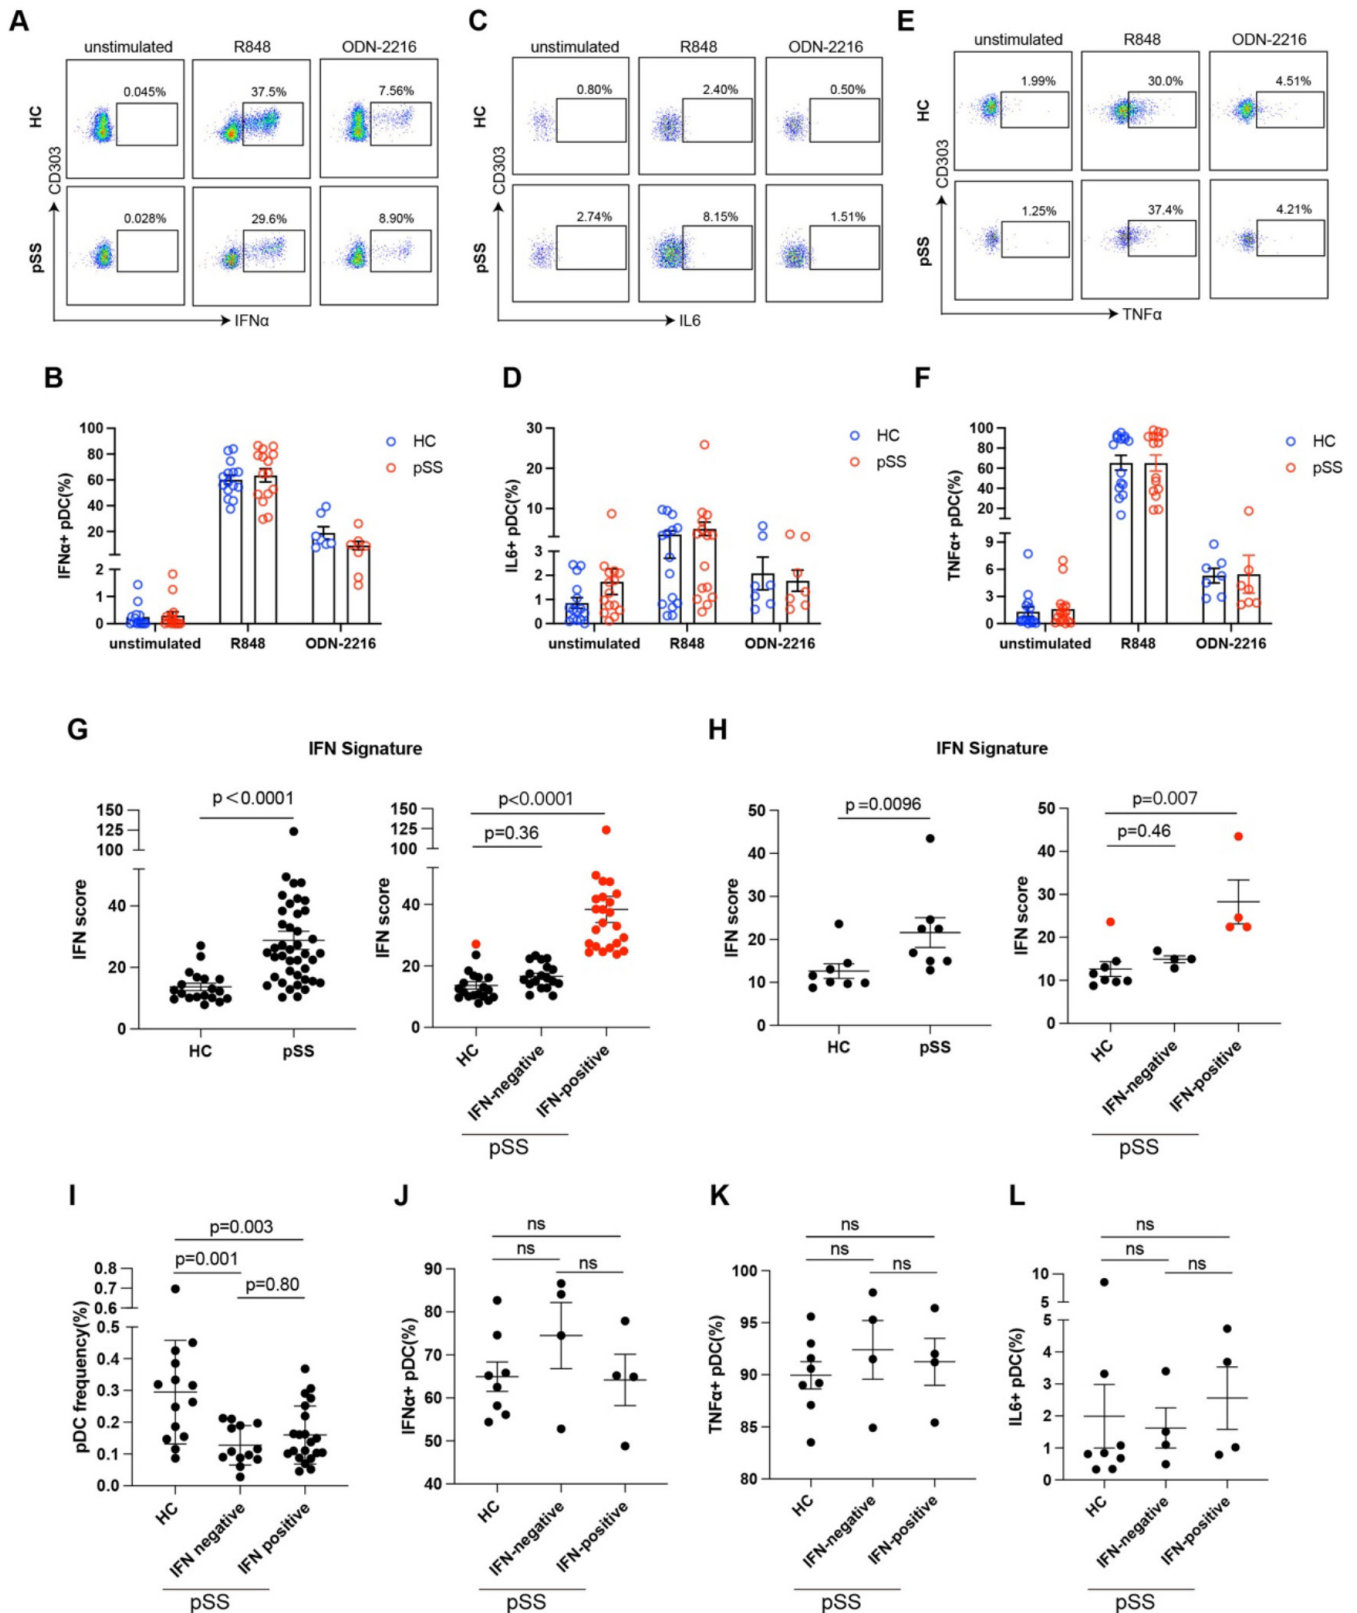 A
unstimulated R848 ODN-2216
HC
0.045% 37.5% 7.56%
CD303
pSS
0.028% 29.6% 8.90%
IFNα
C
unstimulated R848 ODN-2216
HC
0.80% 2.40% 0.50%
CD303
pSS
2.74% 8.15% 1.51%
IL6
E
unstimulated R848 ODN-2216
HC
1.99% 30.0% 4.51%
CD303
pSS
1.25% 37.4% 4.21%
TNFα
B
IFNα+ pDC(%)
100
80
60
40
20
2
1
0
unstimulated R848 ODN-2216
HC
pSS
D
IL6+ pDC(%)
30
20
10
3
2
1
0
unstimulated R848 ODN-2216
HC
pSS
F
TNFα+ pDC(%)
100
80
60
40
20
9
6
3
0
unstimulated R848 ODN-2216
HC
pSS
G
IFN Signature
p<0.0001
IFN score
150
125
100
40
20
0
HC pSS
p<0.0001
p=0.36
IFN score
150
125
100
40
20
0
HC IFN-negative IFN-positive
pSS
H
IFN Signature
p=0.0096
IFN score
50
40
30
20
10
0
HC pSS
p=0.007
p=0.46
IFN score
50
40
30
20
10
0
HC IFN-negative IFN-positive
pSS
I
p=0.003
p=0.001
p=0.80
pDC frequency(%)
0.8
0.7
0.6
0.5
0.4
0.3
0.2
0.1
0.0
HC IFN negative IFN positive
pSS
J
ns
ns
ns
IFNα+ pDC(%)
90
80
70
60
50
40
HC IFN-negative IFN-positive
pSS
K
ns
ns
ns
TNFα+ pDC(%)
100
95
90
85
80
HC IFN-negative IFN-positive
pSS
L
ns
ns
ns
IL6+ pDC(%)
10
5
5
4
3
2
1
0
HC IFN-negative IFN-positive
pSS